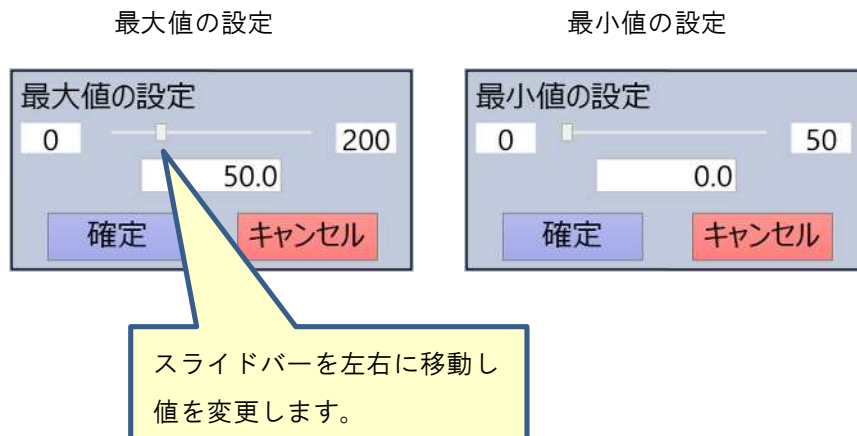 最大値の設定
最小値の設定
最大値の設定
0
200
50.0
確定
キャンセル
最小値の設定
0
50
0.0
確定
キャンセル
スライドバーを左右に移動し
値を変更します。